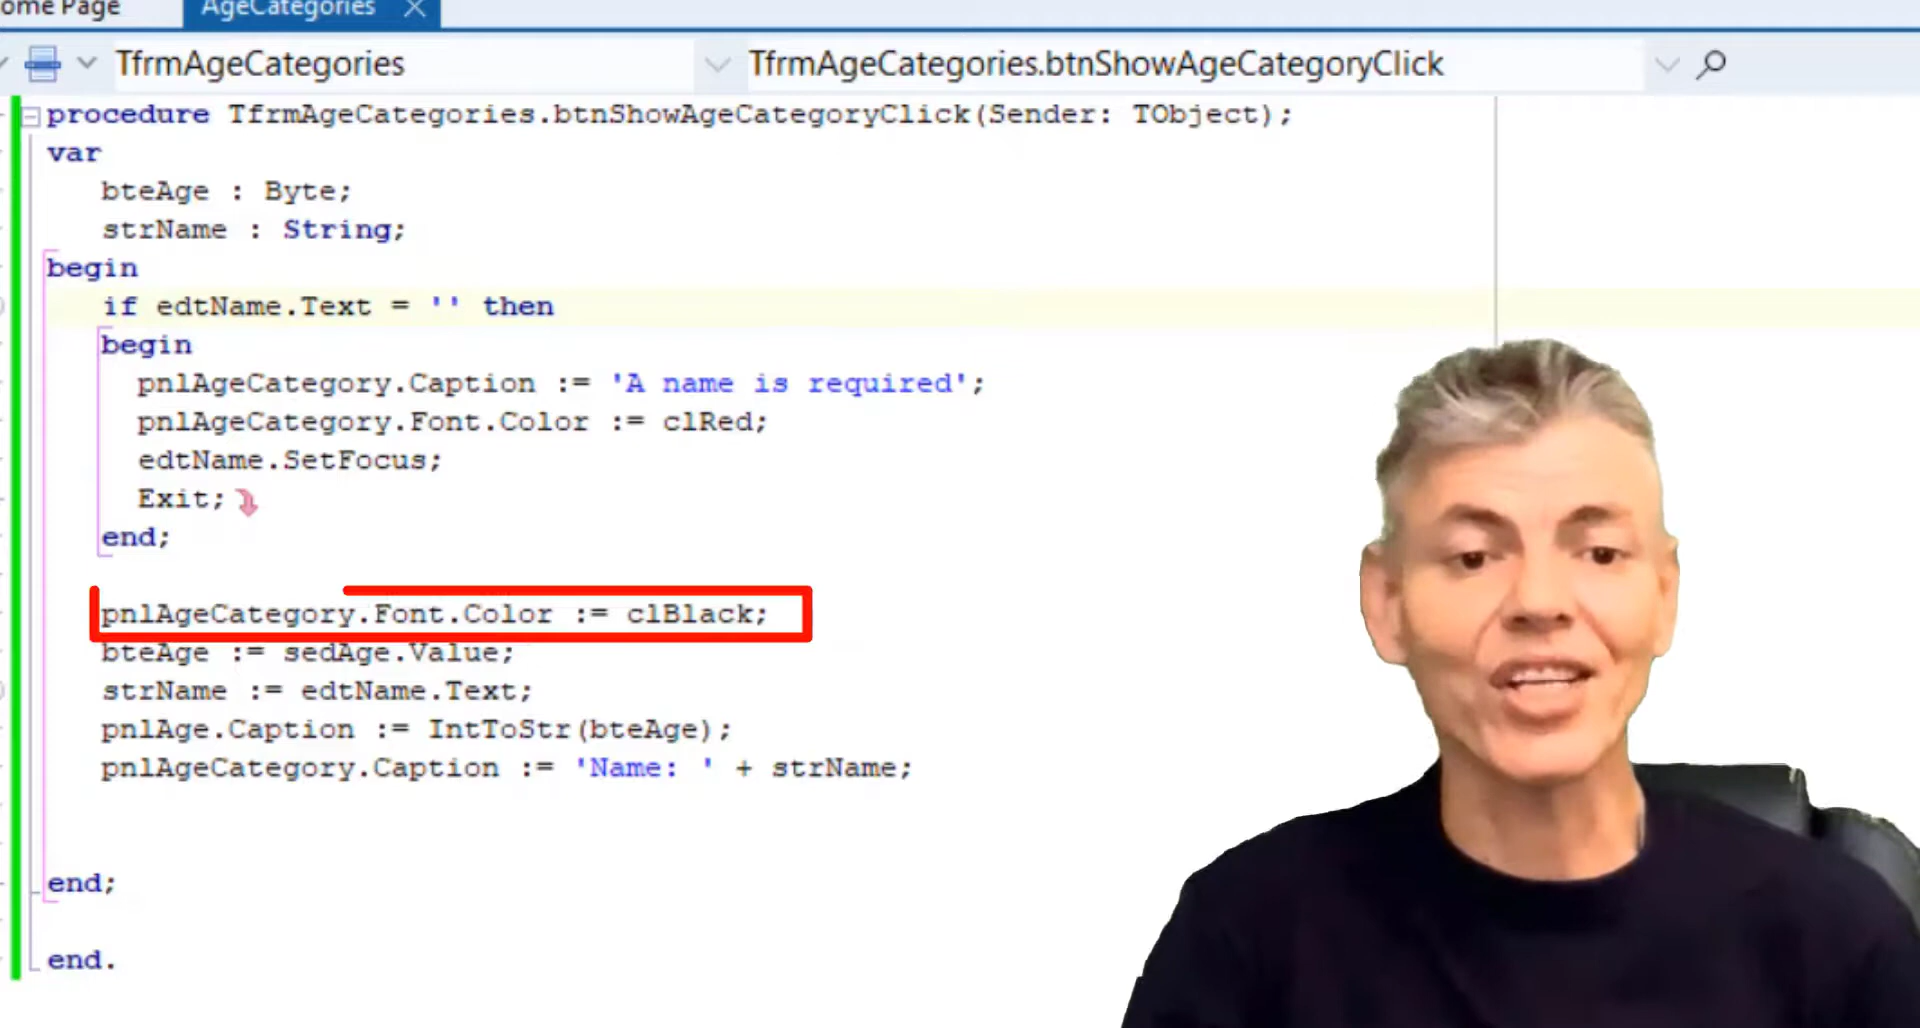 ome Page
AgeCategories
TfrmAgeCategories
TfrmAgeCategories.btnShowAgeCategoryClick
procedure TfrmAgeCategories.btnShowAgeCategoryClick(Sender: TObject);
var
bteAge : Byte;
strName : String;
begin
if edtName.Text = '' then
begin
pnlAgeCategory.Caption := 'A name is required';
pnlAgeCategory.Font.Color := clRed;
edtName.SetFocus;
Exit;
end;
pnlAgeCategory.Font.Color := clBlack;
bteAge := sedAge.Value;
strName := edtName.Text;
pnlAge.Caption := IntToStr(bteAge);
pnlAgeCategory.Caption := 'Name: ' + strName;
end;
end.